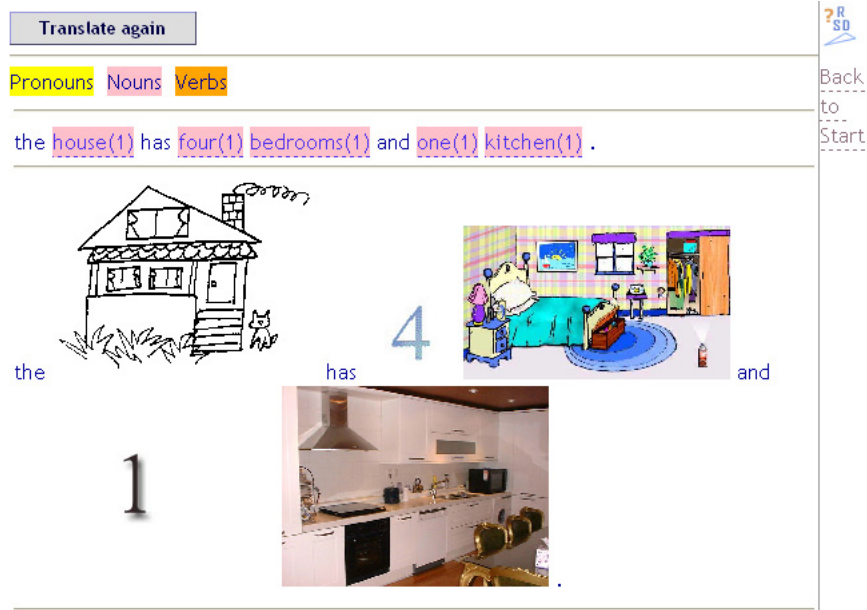 Translate again
?RSD
Pronouns Nouns Verbs
Back
to
Start
the house(1) has four(1) bedrooms(1) and one(1) kitchen(1) .
the has 4 and
1 .